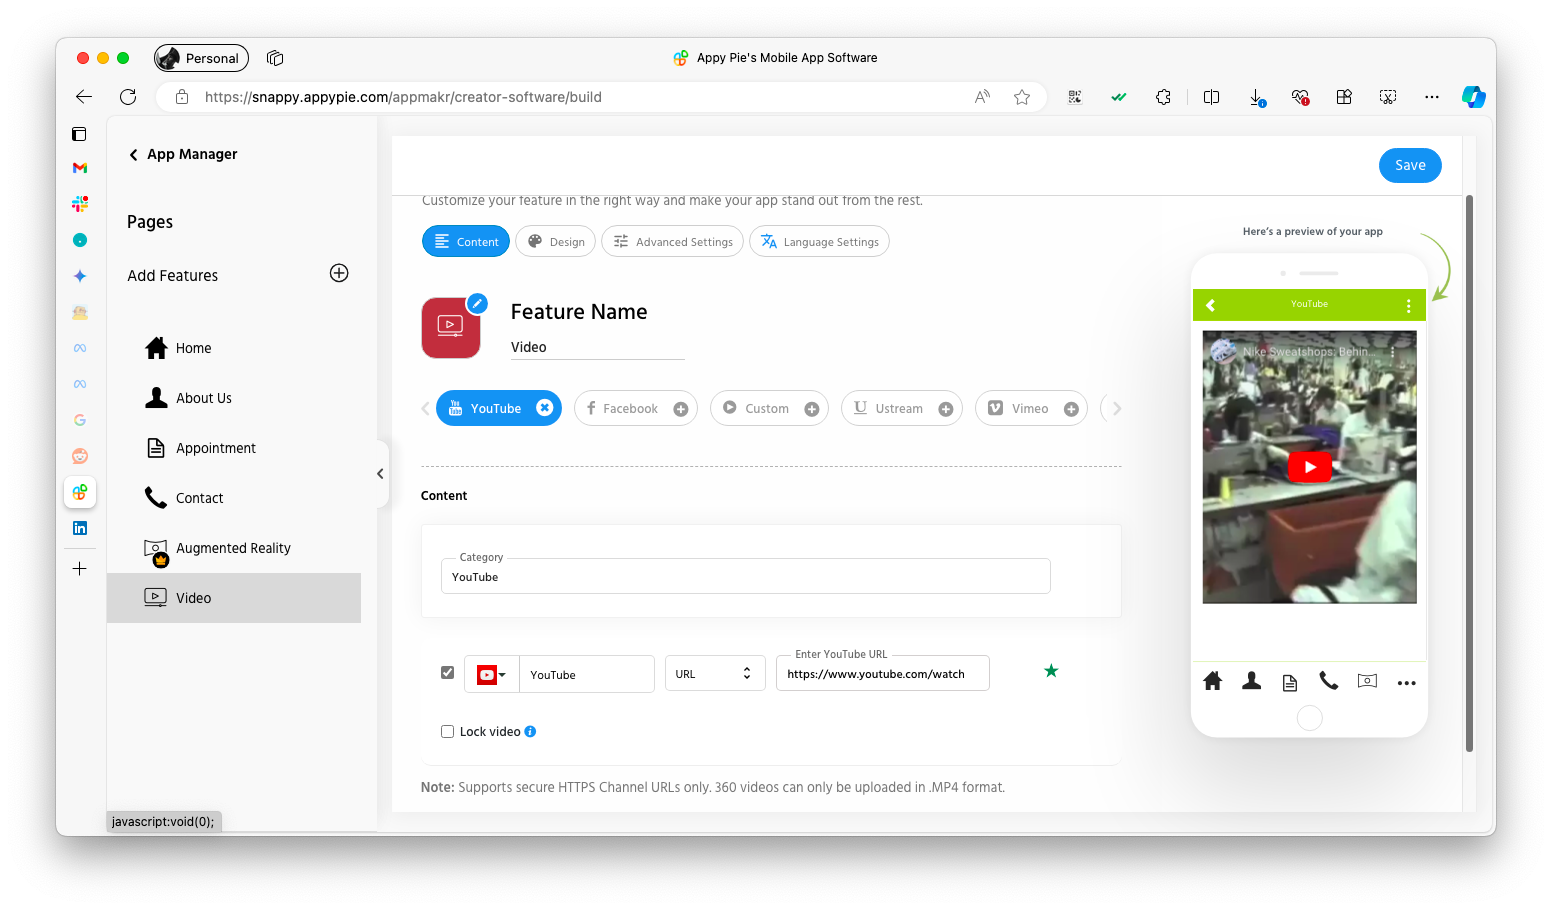 Personal
Appy Pie's Mobile App Software
https://snappy.appypie.com/appmakr/creator-software/build
App Manager
Save
Customize your feature in the right way and make your app stand out from the rest.
Pages
Content
Design
Advanced Settings
Language Settings
Here's a preview of your app
Add Features
Feature Name
YouTube
Video
Nike Sweatshops: Behin...
Home
About Us
You Tube
YouTube
Facebook
Custom
Ustream
Vimeo
Appointment
Content
Contact
Augmented Reality
Category
YouTube
Video
YouTube
URL
Enter YouTube URL
https://www.youtube.com/watch
Lock video
Note: Supports secure HTTPS Channel URLs only. 360 videos can only be uploaded in .MP4 format.
javascript:void(0);